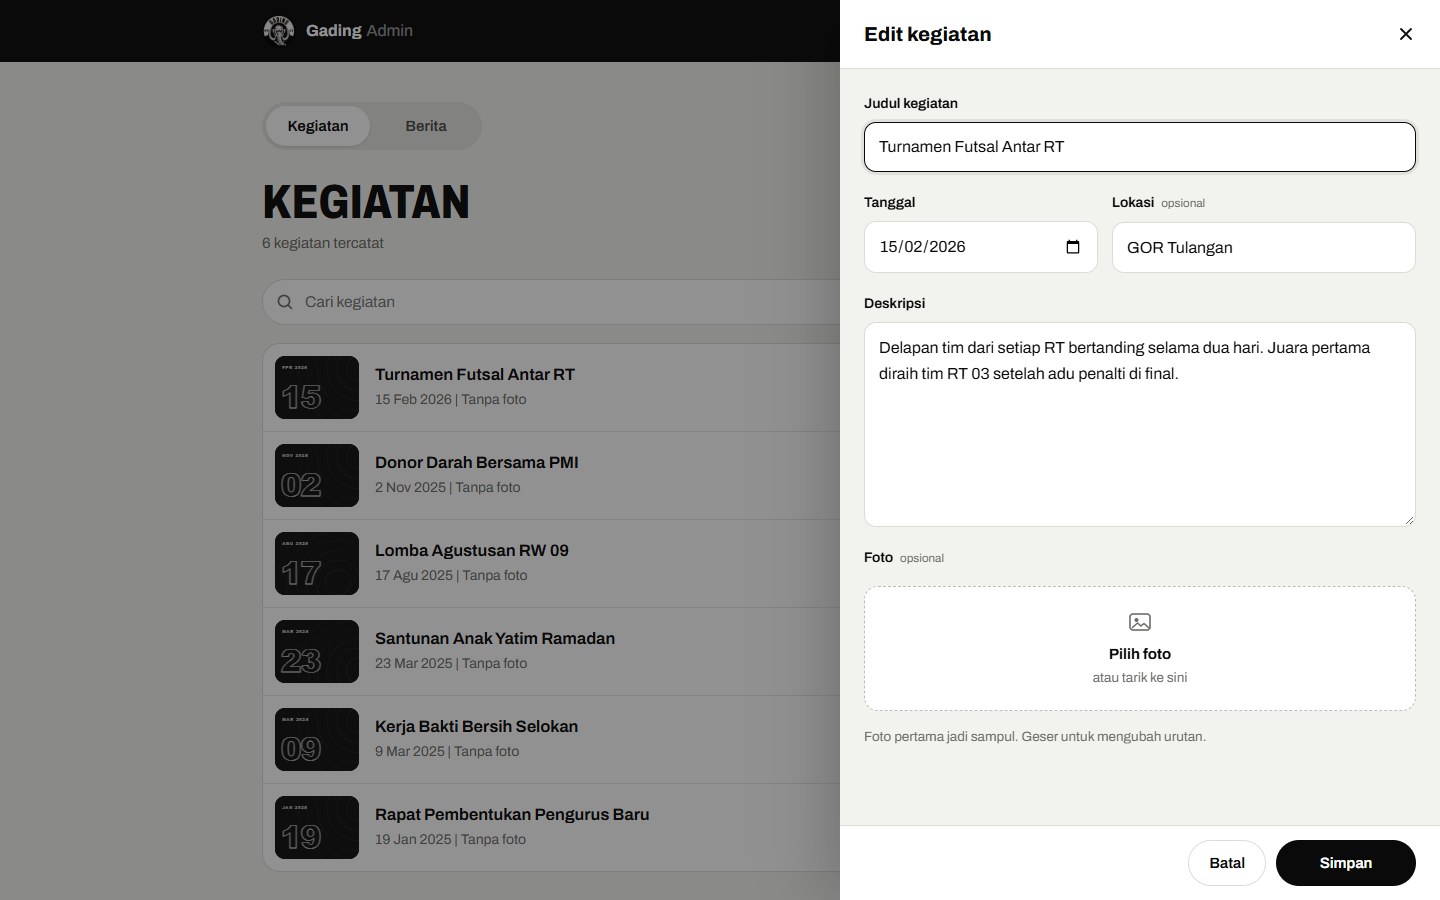 Gading Admin
Kegiatan
Berita
KEGIATAN
6 kegiatan tercatat
Cari kegiatan
15
Turnamen Futsal Antar RT
15 Feb 2026 | Tanpa foto
02
Donor Darah Bersama PMI
2 Nov 2025 | Tanpa foto
17
Lomba Agustusan RW 09
17 Agu 2025 | Tanpa foto
23
Santunan Anak Yatim Ramadan
23 Mar 2025 | Tanpa foto
09
Kerja Bakti Bersih Selokan
9 Mar 2025 | Tanpa foto
19
Rapat Pembentukan Pengurus Baru
19 Jan 2025 | Tanpa foto
Edit kegiatan
Judul kegiatan
Turnamen Futsal Antar RT
Tanggal
Lokasi opsional
15/02/2026
GOR Tulangan
Deskripsi
Delapan tim dari setiap RT bertanding selama dua hari. Juara pertama
diraih tim RT 03 setelah adu penalti di final.
Foto opsional
Pilih foto
atau tarik ke sini
Foto pertama jadi sampul. Geser untuk mengubah urutan.
Batal
Simpan